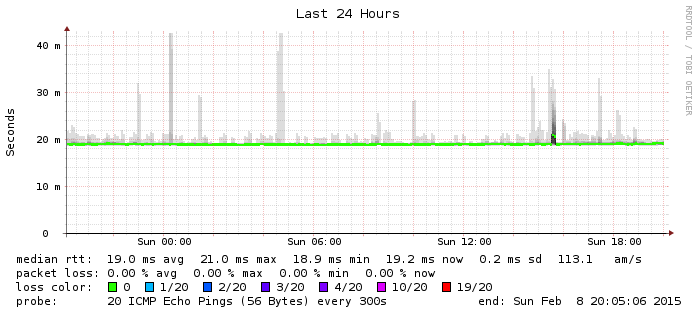 Last 24 Hours
RRDTOOL / TOBI OETIKER
Seconds
40 m
30 m
20 m
10 m
0
Sun 00:00 Sun 06:00 Sun 12:00 Sun 18:00
median rtt: 19.0 ms avg 21.0 ms max 18.9 ms min 19.2 ms now 0.2 ms sd 113.1 am/s
packet loss: 0.00 % avg 0.00 % max 0.00 % min 0.00 % now
loss color: 0 1/20 2/20 3/20 4/20 10/20 19/20
probe: 20 ICMP Echo Pings (56 Bytes) every 300s end: Sun Feb 8 20:05:06 2015